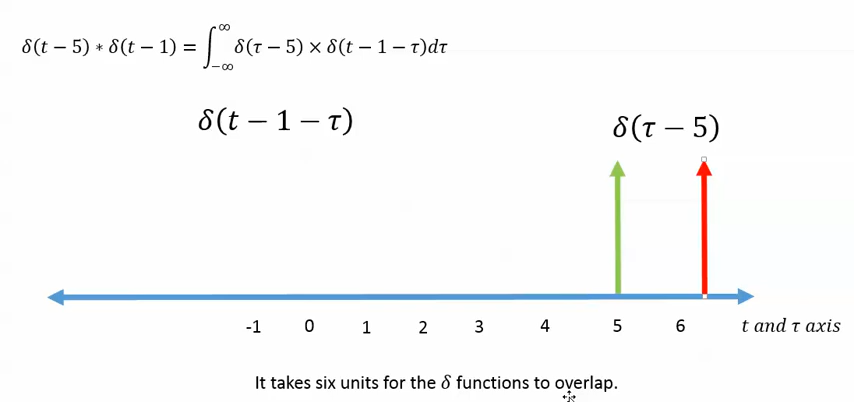 δ(t − 5) ∗ δ(t − 1) = ∫_{−∞}^{∞} δ(τ − 5) × δ(t − 1 − τ)dτ
δ(t − 1 − τ)
δ(τ − 5)
-1 0 1 2 3 4 5 6 t and τ axis
It takes six units for the δ functions to overlap.